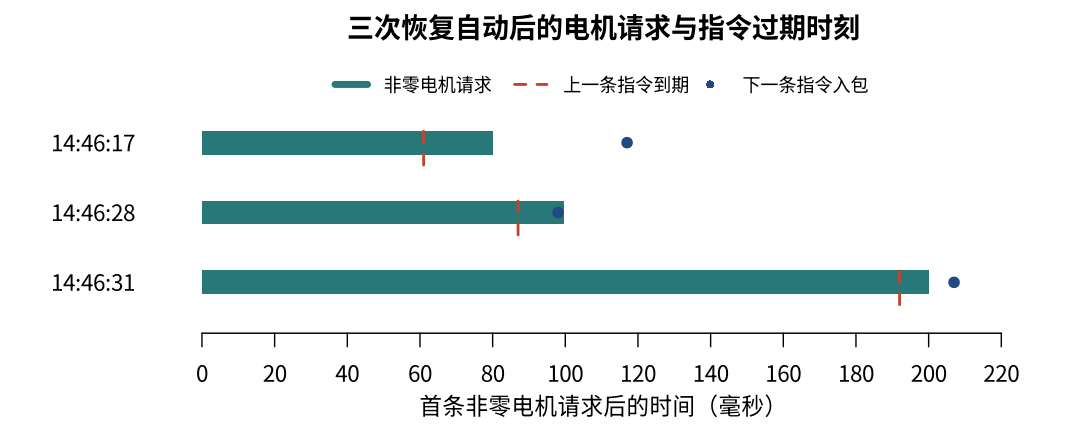 三次恢复自动后的电机请求与指令过期时刻
非零电机请求 上一条指令到期 下一条指令入包
14:46:17
14:46:28
14:46:31
0 20 40 60 80 100 120 140 160 180 200 220
首条非零电机请求后的时间（毫秒）